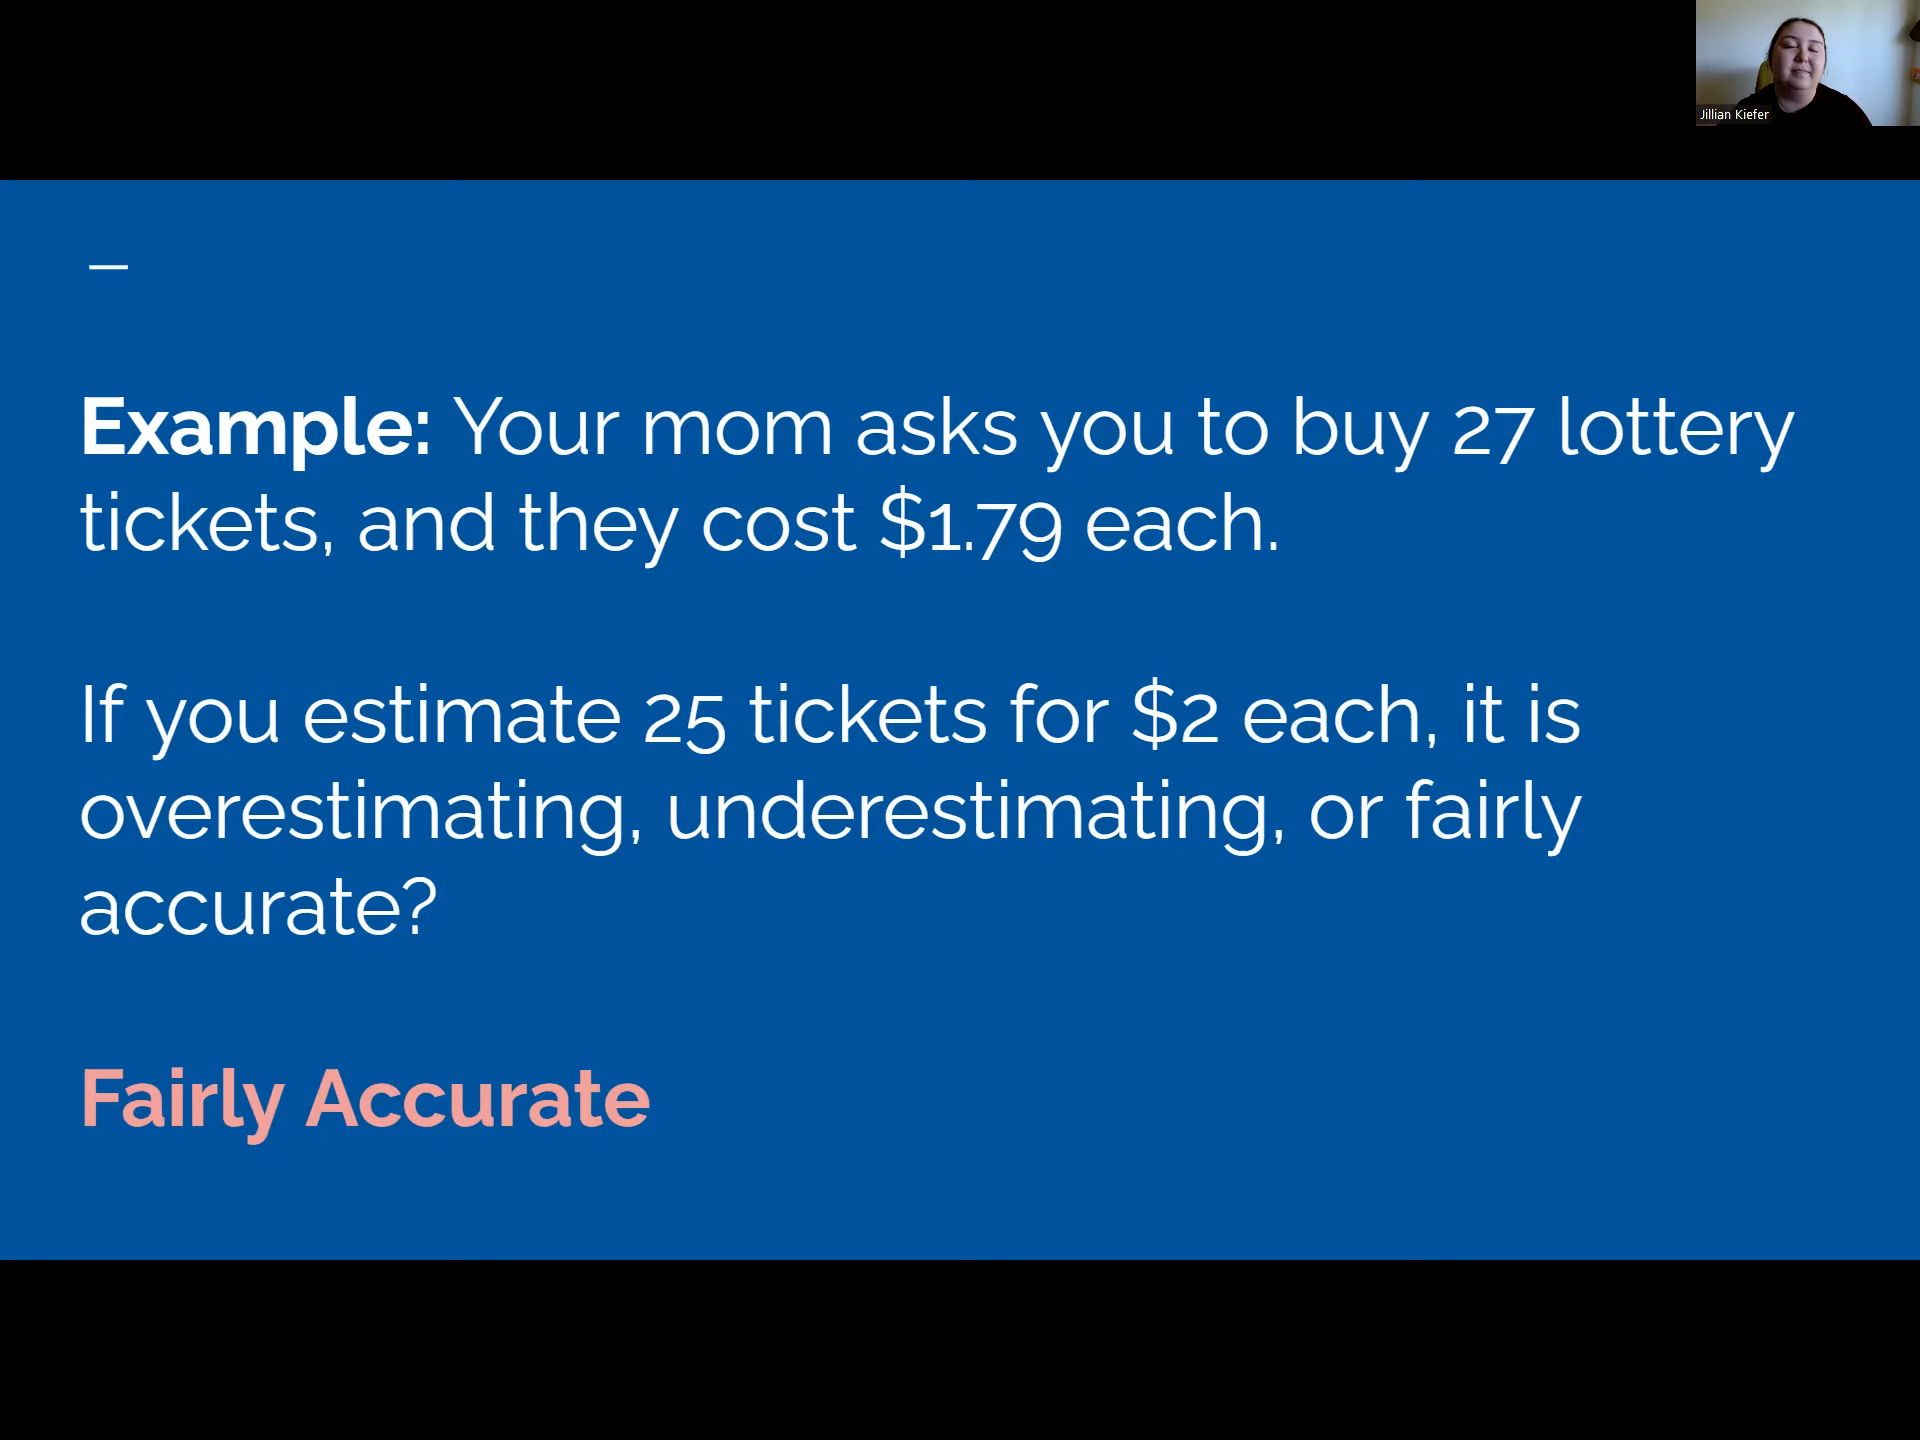 Jillian Kiefer
Example: Your mom asks you to buy 27 lottery
tickets, and they cost $1.79 each.
If you estimate 25 tickets for $2 each, it is
overestimating, underestimating, or fairly
accurate?
Fairly Accurate